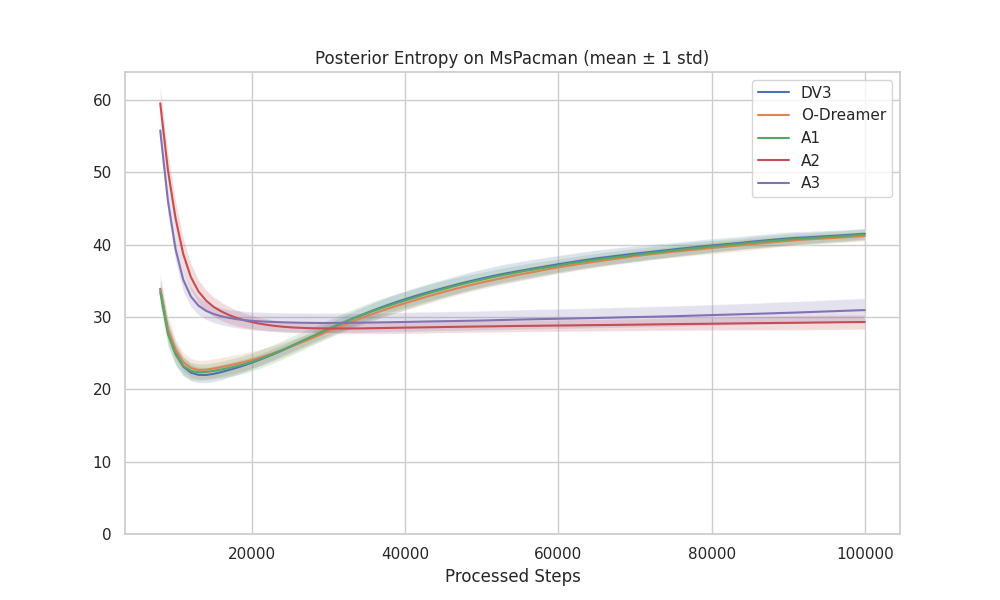 Posterior Entropy on MsPacman (mean ± 1 std)
DV3
O-Dreamer
A1
A2
A3
60
50
40
30
20
10
0
20000 40000 60000 80000 100000
Processed Steps